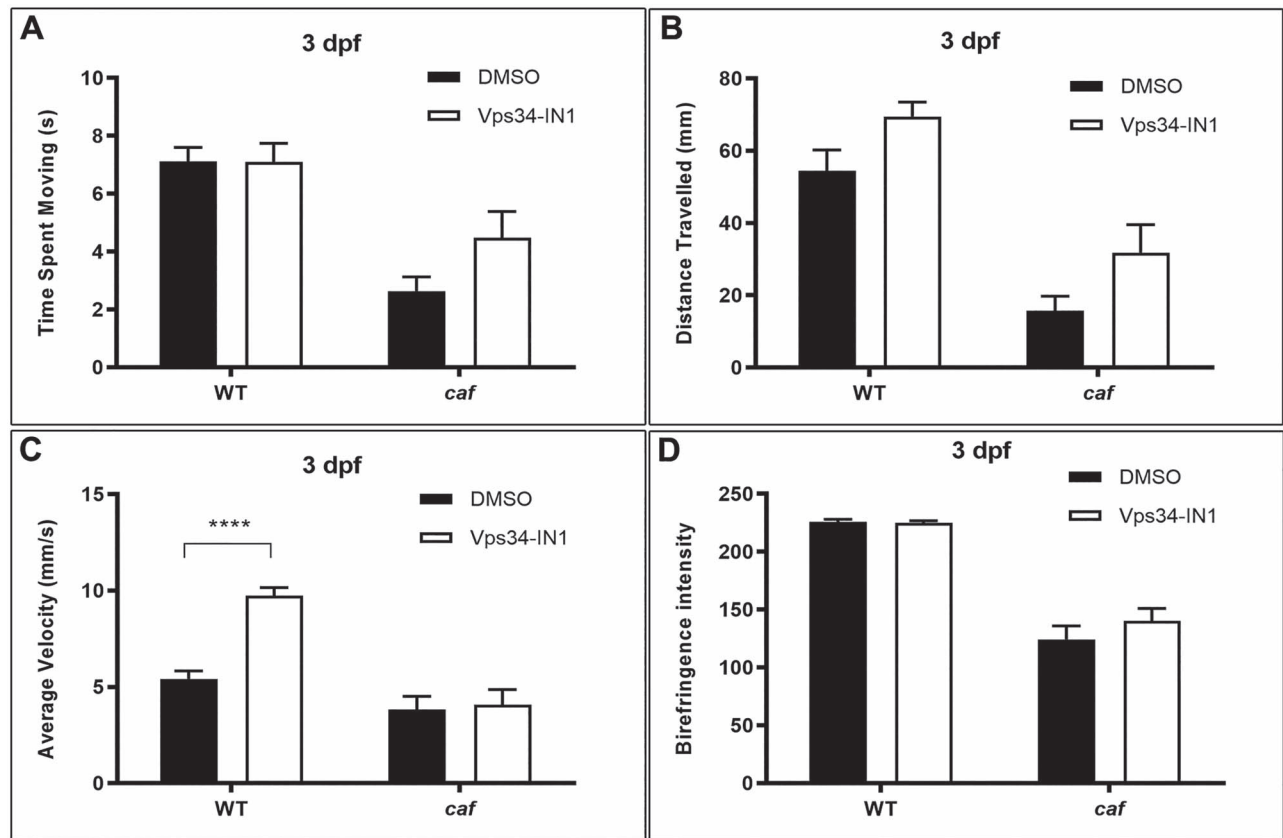 A
3 dpf
DMSO
Vps34-IN1
Time Spent Moving (s)
10
8
6
4
2
0
WT
caf
B
3 dpf
DMSO
Vps34-IN1
Distance Travelled (mm)
80
60
40
20
0
WT
caf
C
3 dpf
DMSO
Vps34-IN1
Average Velocity (mm/s)
15
10
5
0
****
WT
caf
D
3 dpf
DMSO
Vps34-IN1
Birefringence intensity
250
200
150
100
50
0
WT
caf